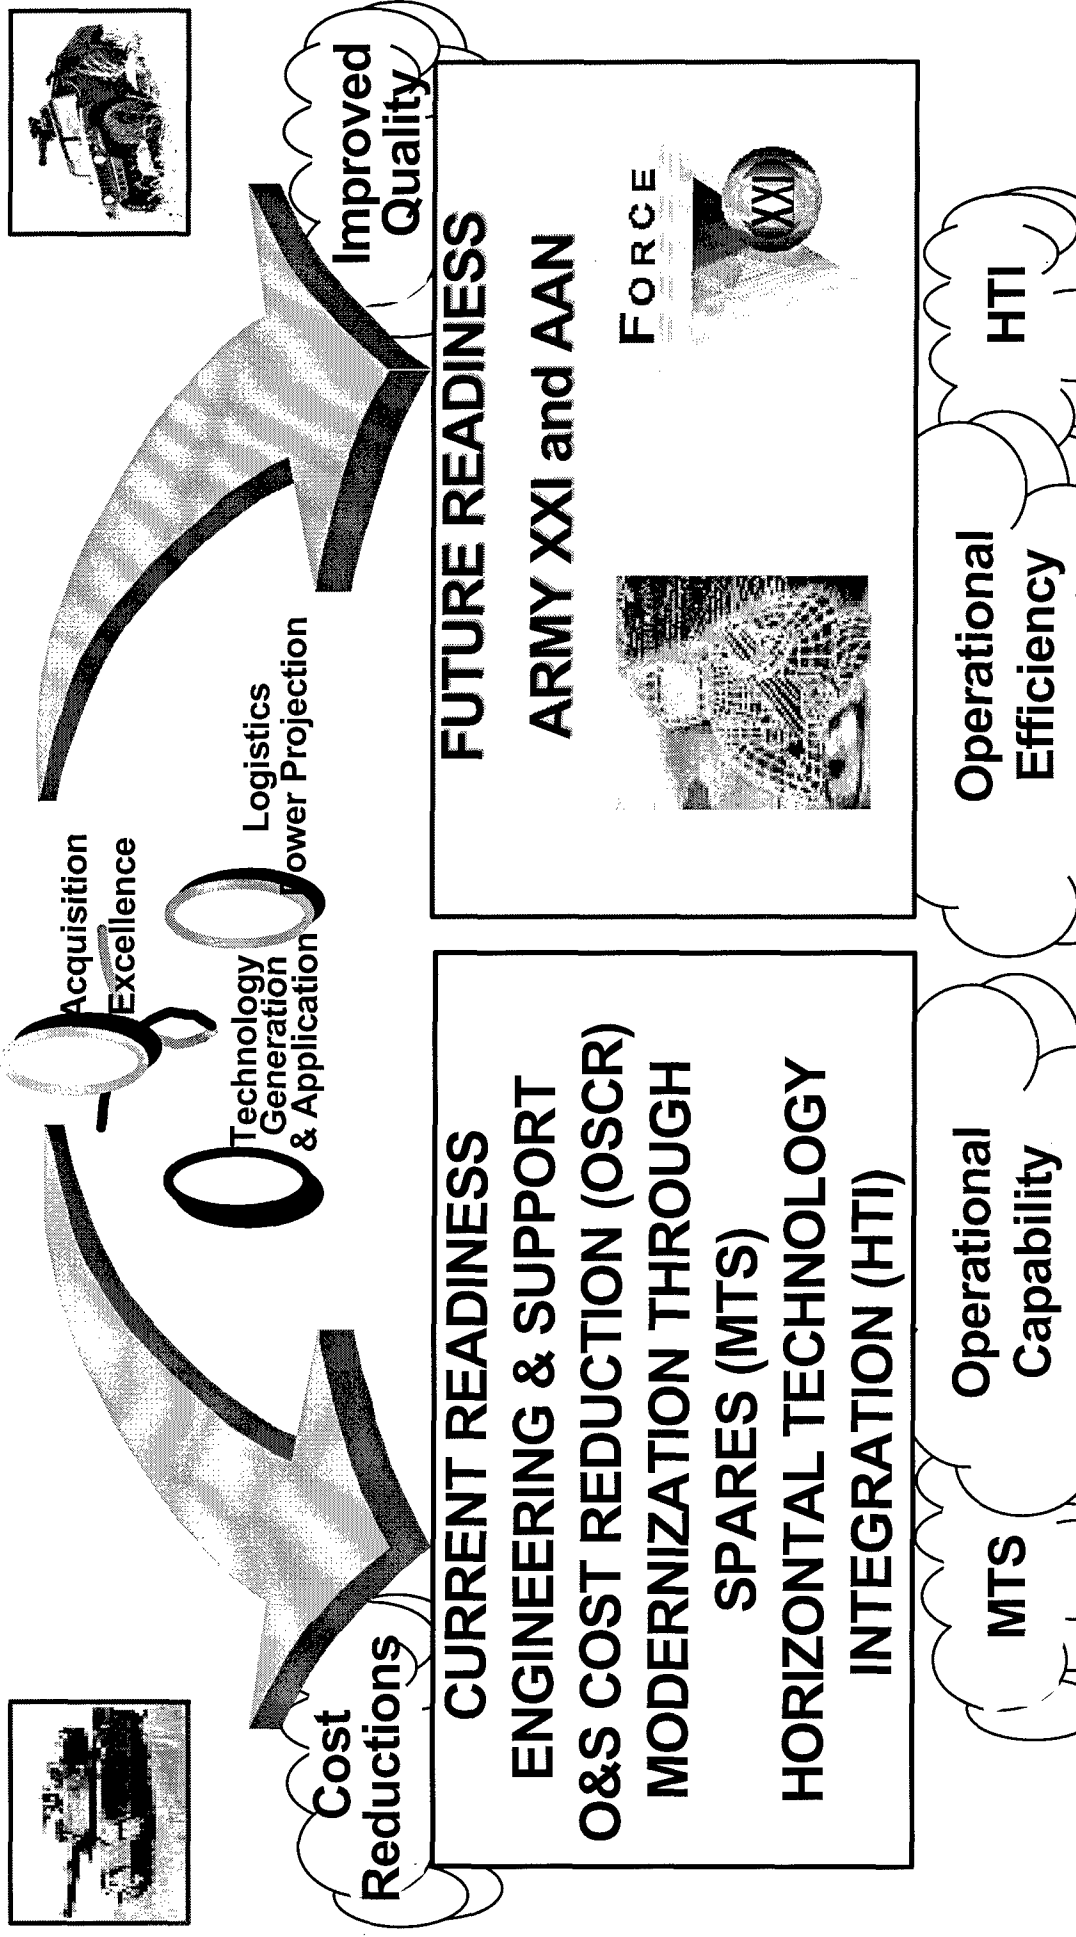 Acquisition
Excellence
Technology
Generation
& Application
Logistics
Power Projection
Cost
Reductions
Improved
Quality
CURRENT READINESS
ENGINEERING & SUPPORT
O&S COST REDUCTION (OSCR)
MODERNIZATION THROUGH
SPARES (MTS)
HORIZONTAL TECHNOLOGY
INTEGRATION (HTI)
FUTURE READINESS
ARMY XXI and AAN
FORCE
XXI
MTS
Operational
Capability
Operational
Efficiency
HTI